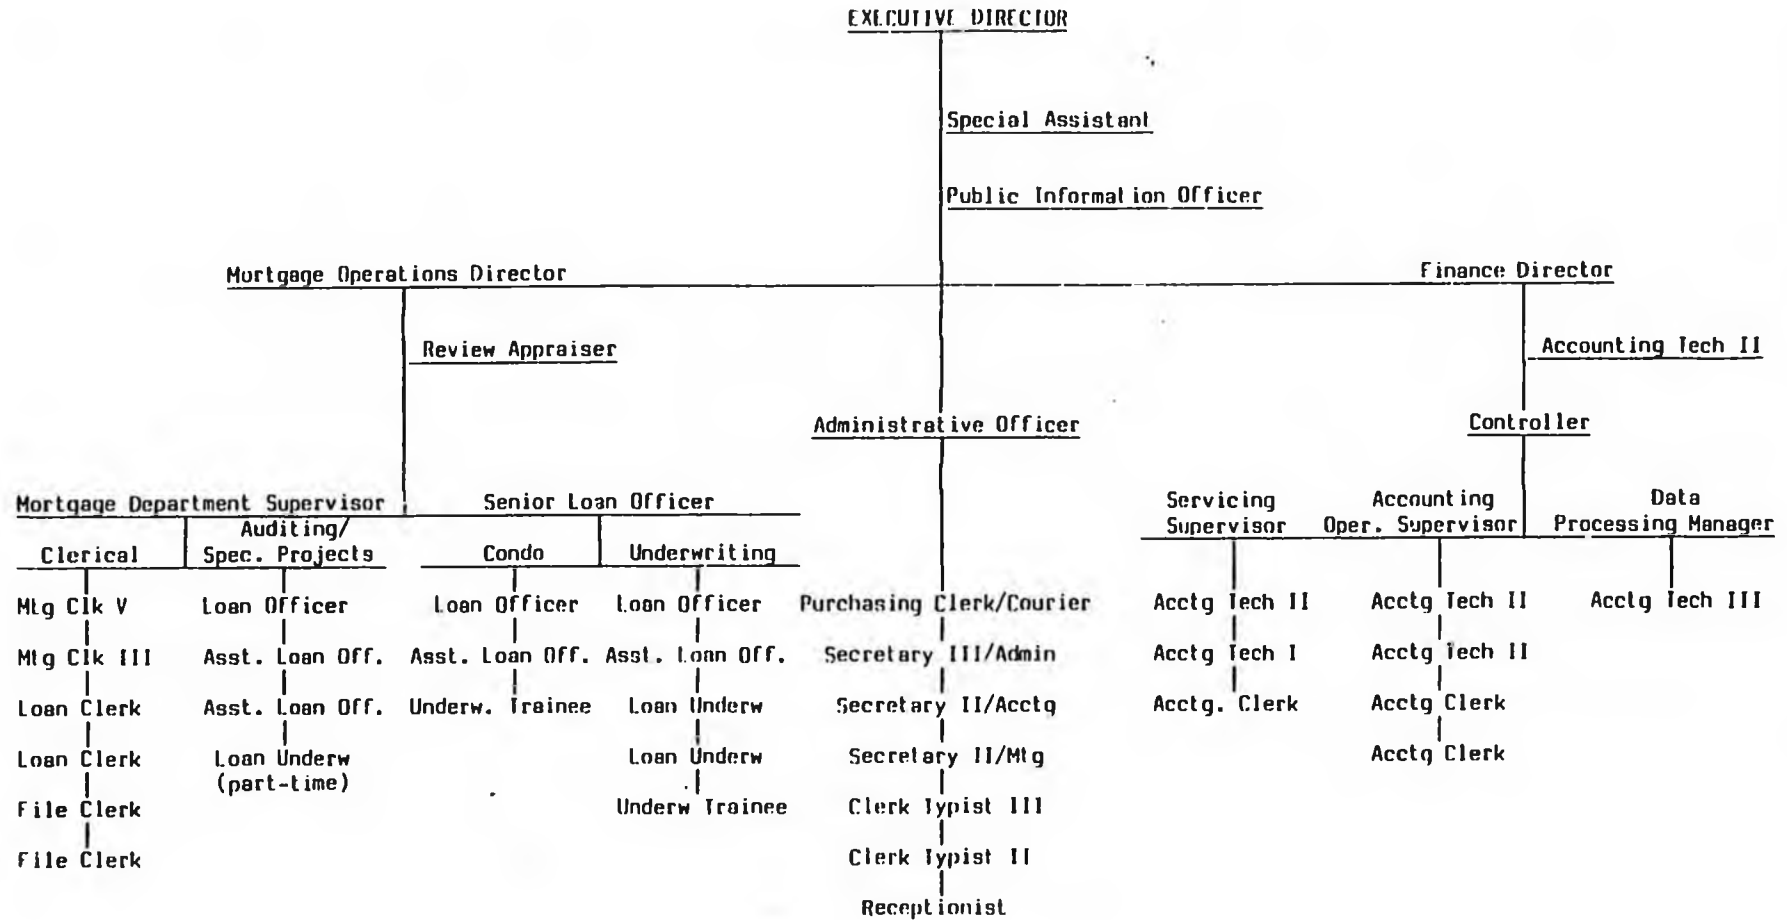 EXECUTIVE DIRECTOR
Special Assistant
Public Information Officer
Mortgage Operations Director
Finance Director
Review Appraiser
Accounting Tech II
Administrative Officer
Controller
Mortgage Department Supervisor
Senior Loan Officer
Servicing
Supervisor
Accounting
Oper. Supervisor
Data
Processing Manager
Clerical
Auditing/
Spec. Projects
Condo
Underwriting
Mtg Clk V
Mtg Clk III
Loan Clerk
Loan Clerk
File Clerk
File Clerk
Loan Officer
Asst. Loan Off.
Asst. Loan Off.
Loan Underw
(part-time)
Loan Officer
Asst. Loan Off.
Underw. Trainee
Loan Officer
Asst. Loan Off.
Loan Underw
Loan Underw
Underw Trainee
Purchasing Clerk/Courier
Secretary III/Admin
Secretary II/Acctg
Secretary II/Mtg
Clerk Typist III
Clerk Typist II
Receptionist
Acctg Tech II
Acctg Tech I
Acctg. Clerk
Acctg Tech II
Acctg Tech II
Acctg Clerk
Acctg Clerk
Acctg Tech III